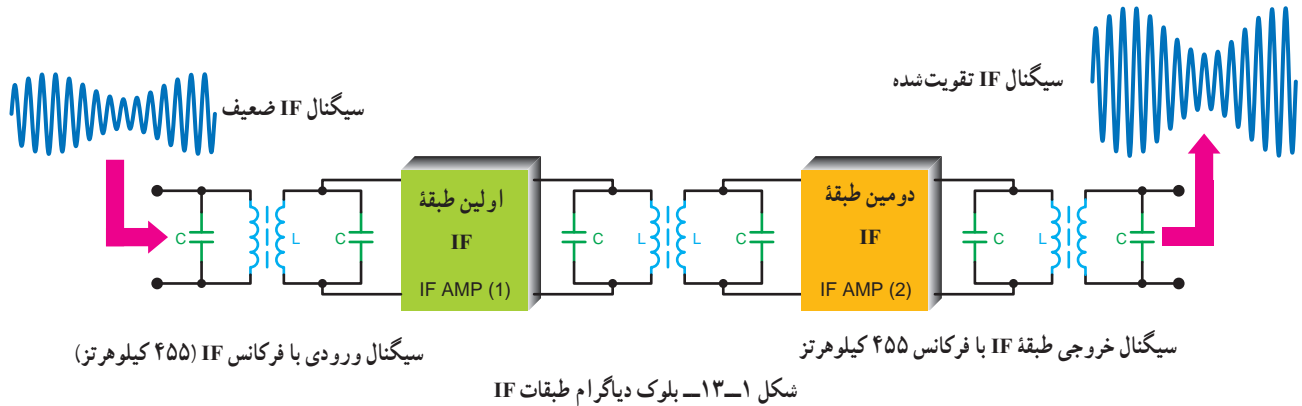 سیگنال IF تقویت‌شده
سیگنال IF ضعیف
اولین طبقهٔ
IF
IF AMP (1)
دومین طبقهٔ
IF
IF AMP (2)
C
L
C
C
L
C
C
L
C
سیگنال ورودی با فرکانس IF (۴۵۵ کیلوهرتز)
سیگنال خروجی طبقهٔ IF با فرکانس ۴۵۵ کیلوهرتز
شکل ۱ــ۱۳ــ بلوک دیاگرام طبقات IF